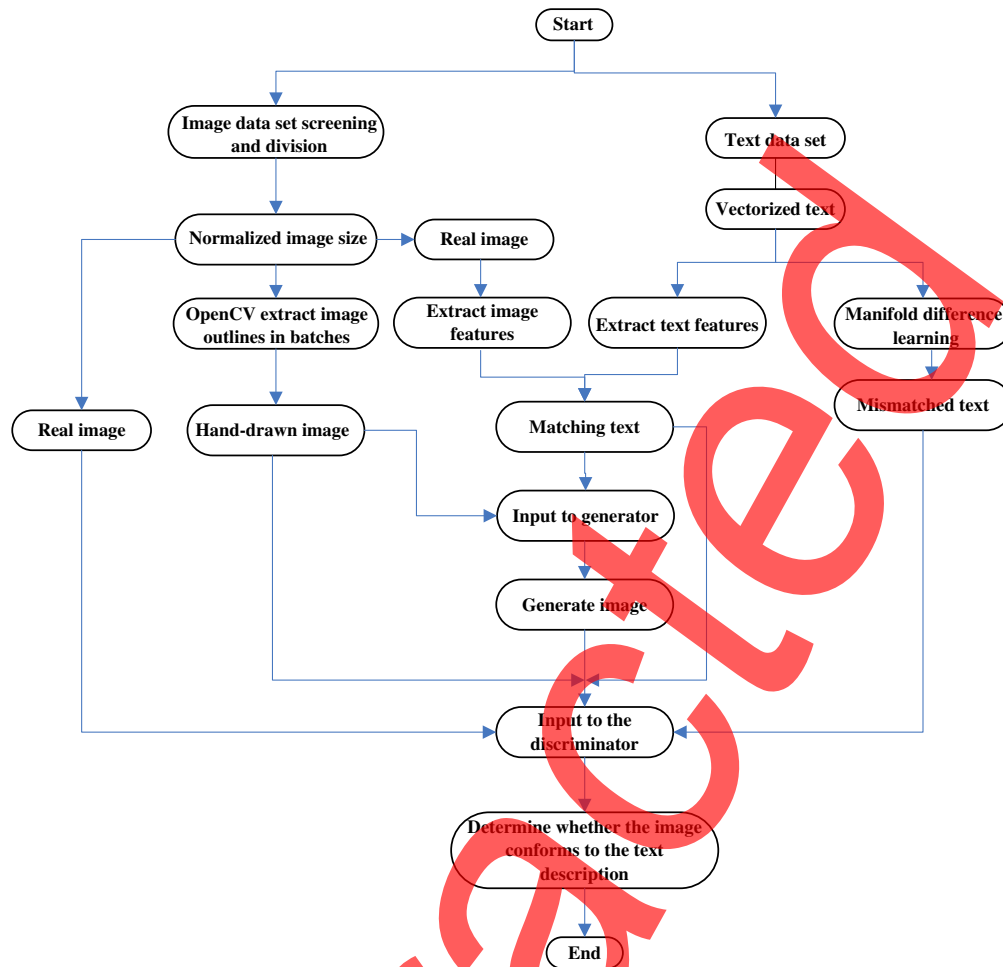 Start
Image data set screening
and division
Text data set
Vectorized text
Normalized image size
Real image
OpenCV extract image
outlines in batches
Extract image
features
Extract text features
Manifold difference
learning
Real image
Hand-drawn image
Matching text
Mismatched text
Input to generator
Generate image
Input to the
discriminator
Determine whether the image
conforms to the text
description
End
acted